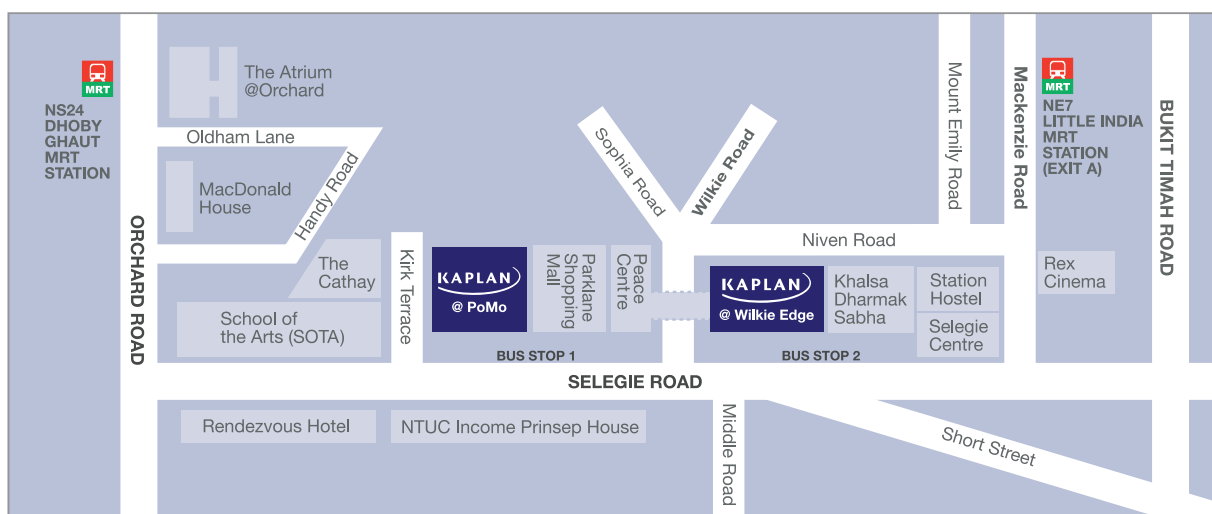 MRT
NS24
DHOBY
GHAUT
MRT
STATION
The Atrium
@Orchard
Oldham Lane
MacDonald
House
Handy Road
ORCHARD ROAD
The
Cathay
School of
the Arts (SOTA)
Kirk Terrace
KAPLAN
@ PoMo
Parklane
Shopping
Mall
Peace
Centre
Sophia Road
Wilkie Road
Niven Road
Mount Emily Road
Mackenzie Road
MRT
NE7
LITTLE INDIA
MRT
STATION
(EXIT A)
BUKIT TIMAH ROAD
KAPLAN
@ Wilkie Edge
Khalsa
Dharmak
Sabha
Station
Hostel
Selegie
Centre
Rex
Cinema
BUS STOP 1
BUS STOP 2
SELEGIE ROAD
Rendezvous Hotel
NTUC Income Prinsep House
Middle Road
Short Street